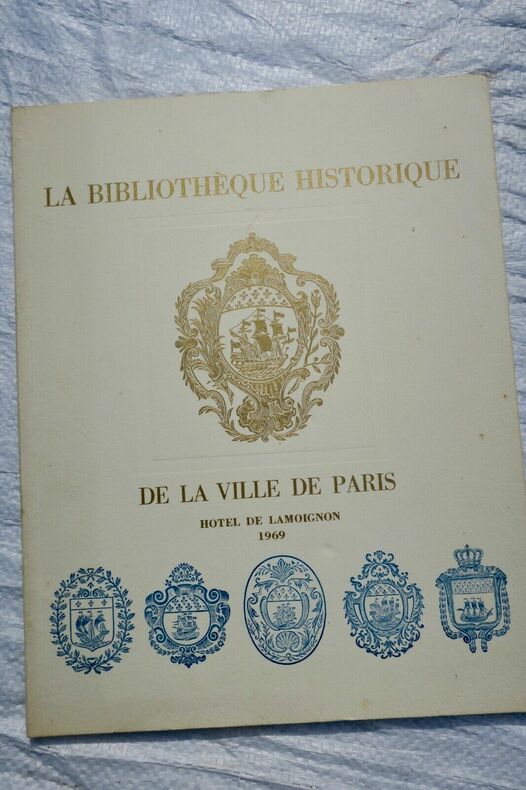 LA BIBLIOTHÈQUE HISTORIQUE
DE LA VILLE DE PARIS
HOTEL DE LAMOIGNON
1969